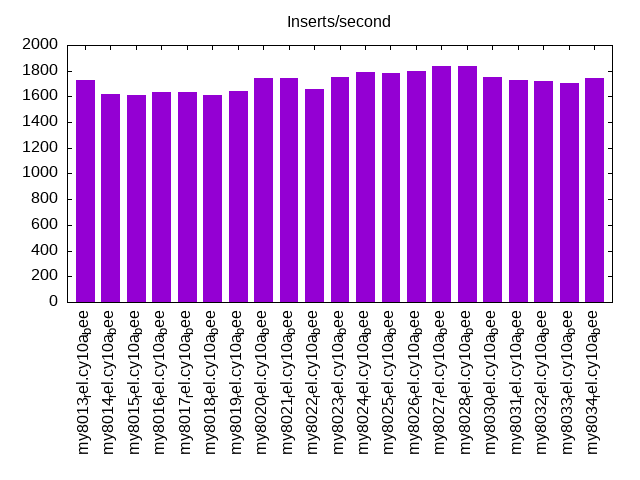 Inserts/second
2000
1800
1600
1400
1200
1000
800
600
400
200
0
my8013_rel.cy10a_bee
my8014_rel.cy10a_bee
my8015_rel.cy10a_bee
my8016_rel.cy10a_bee
my8017_rel.cy10a_bee
my8018_rel.cy10a_bee
my8019_rel.cy10a_bee
my8020_rel.cy10a_bee
my8021_rel.cy10a_bee
my8022_rel.cy10a_bee
my8023_rel.cy10a_bee
my8024_rel.cy10a_bee
my8025_rel.cy10a_bee
my8026_rel.cy10a_bee
my8027_rel.cy10a_bee
my8028_rel.cy10a_bee
my8030_rel.cy10a_bee
my8031_rel.cy10a_bee
my8032_rel.cy10a_bee
my8033_rel.cy10a_bee
my8034_rel.cy10a_bee